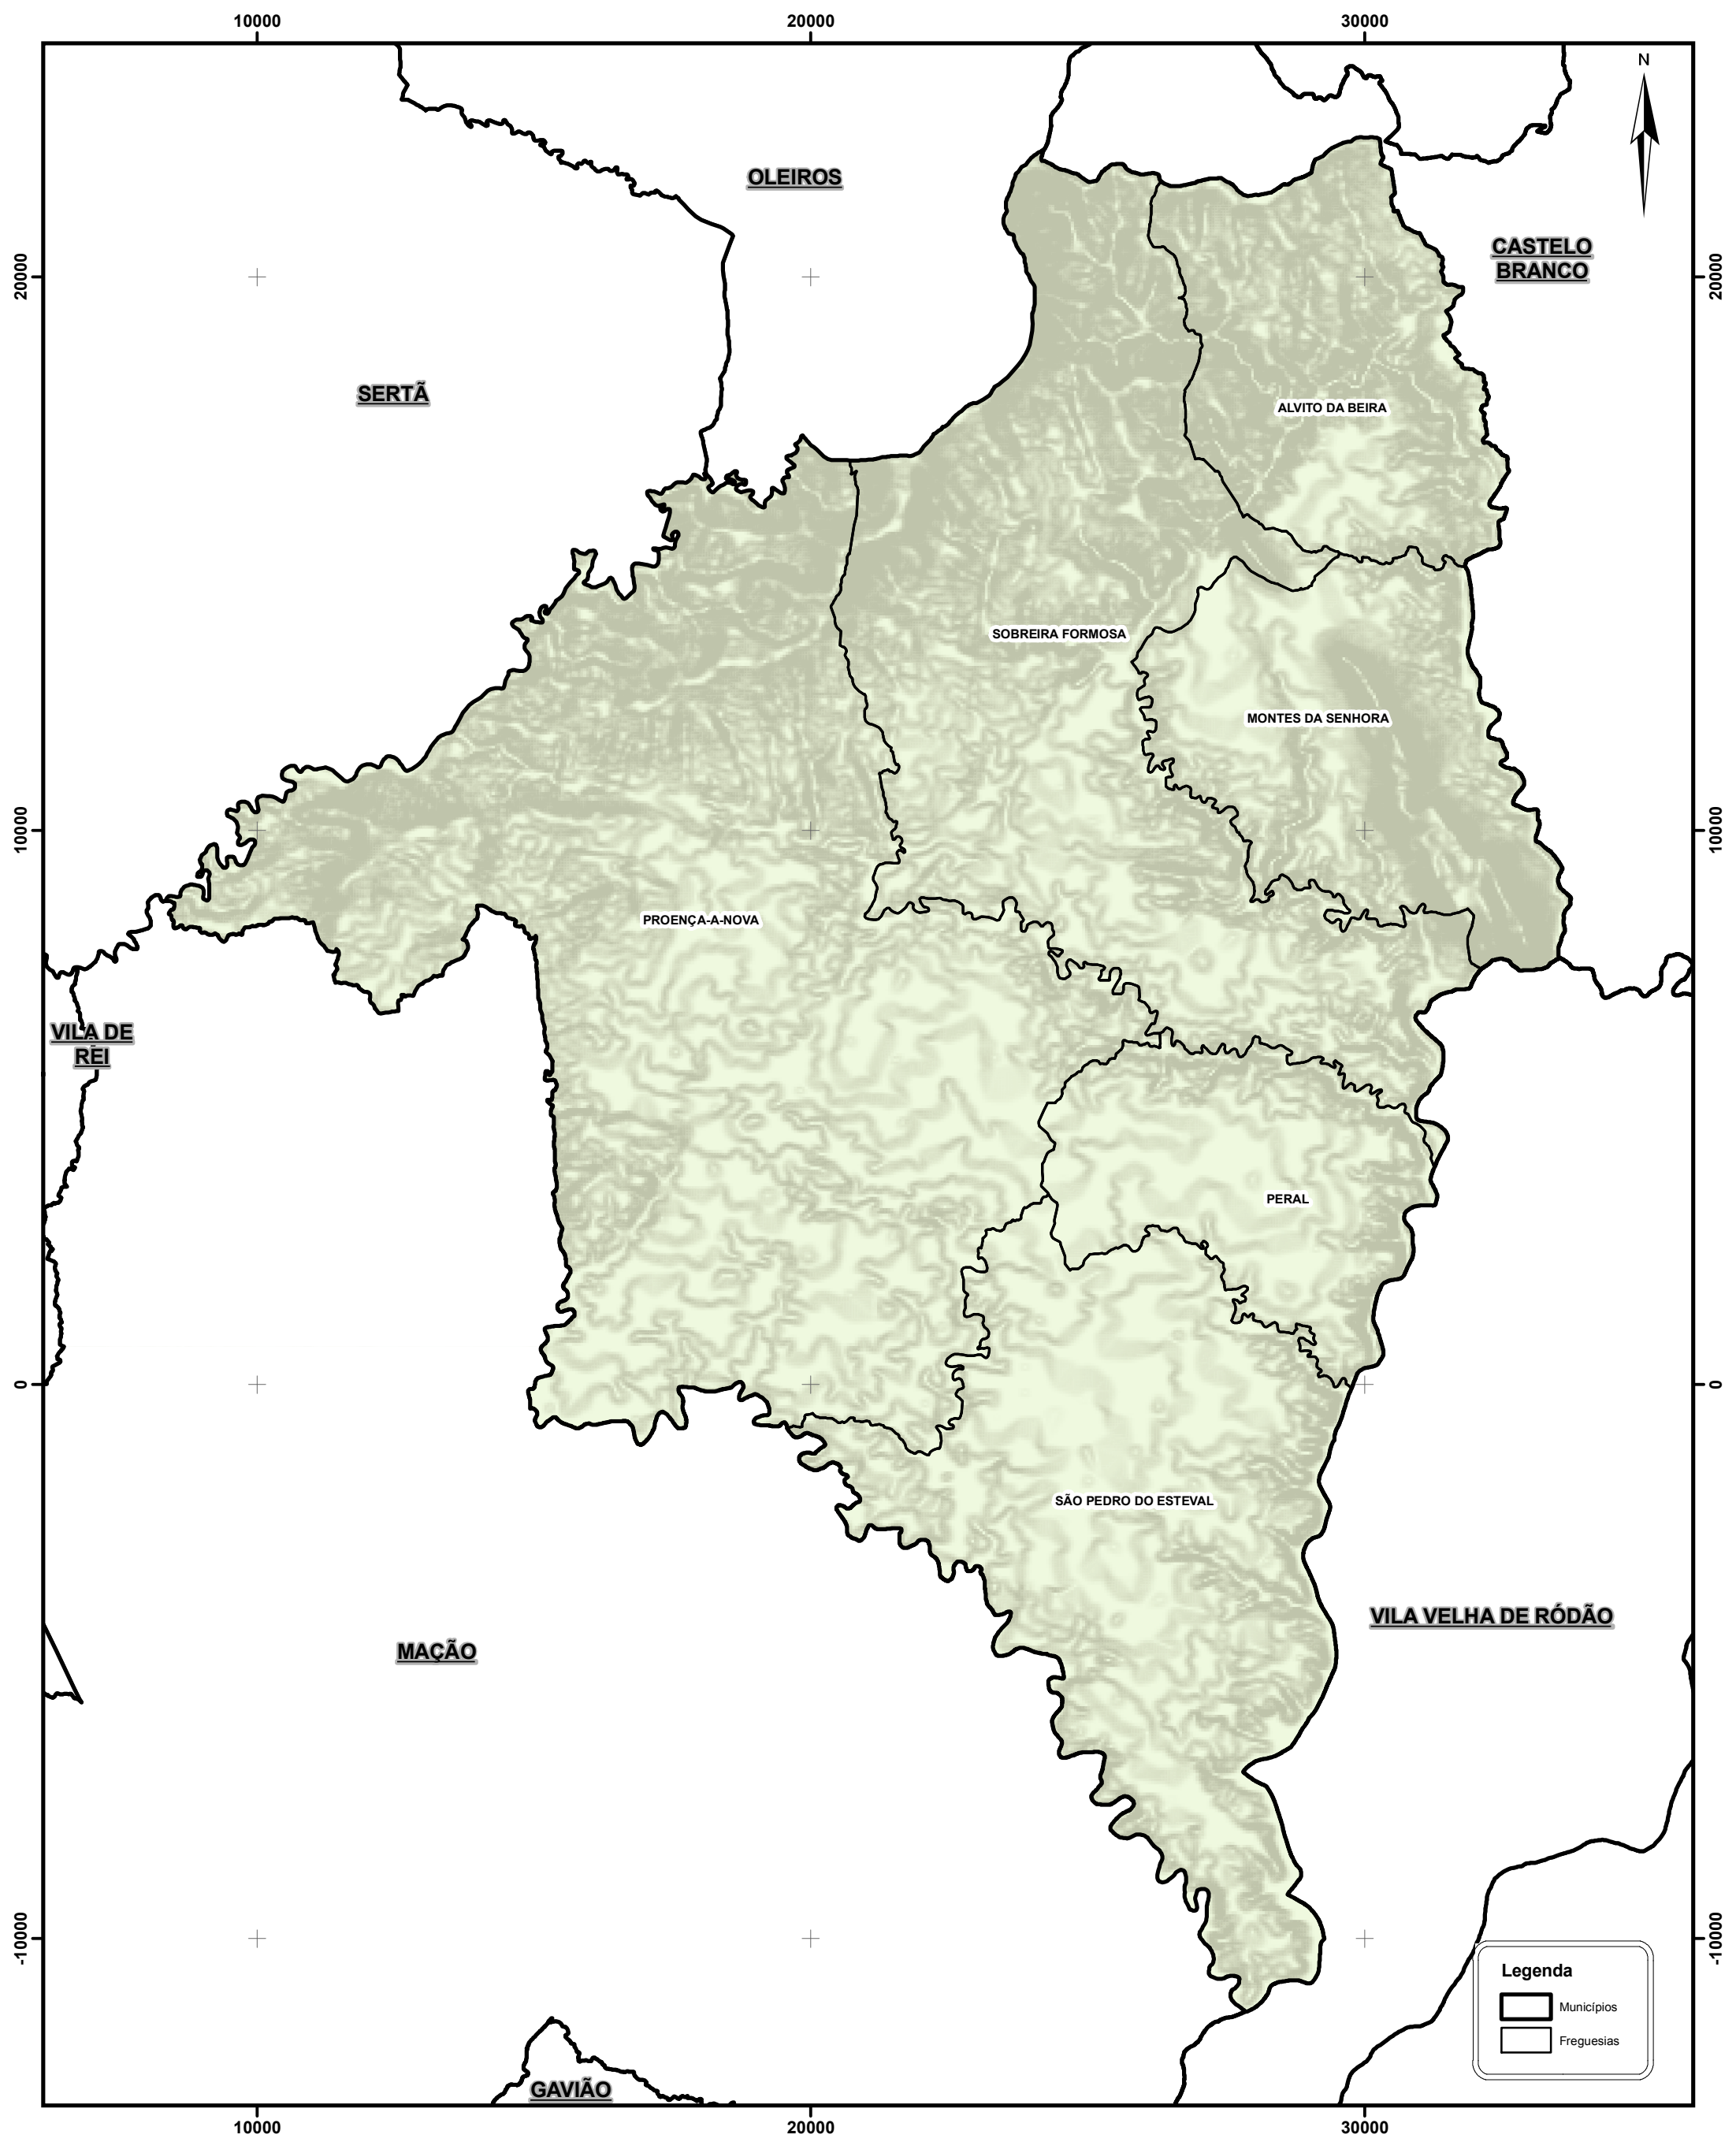 10000 20000 30000
N
OLEIROS
CASTELO
BRANCO
20000 20000
SERTÃ
ALVITO DA BEIRA
SOBREIRA FORMOSA
MONTES DA SENHORA
10000 10000
PROENÇA-A-NOVA
VILA DE
REI
PERAL
0 0
SÃO PEDRO DO ESTEVAL
VILA VELHA DE RÓDÃO
MAÇÃO
-10000 -10000
Legenda
Municípios
Freguesias
GAVIÃO
10000 20000 30000